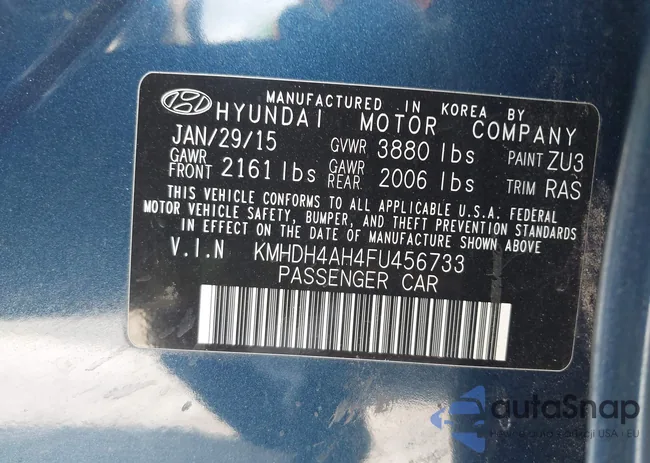 MANUFACTURED IN KOREA BY
HYUNDAI MOTOR COMPANY
JAN/29/15 GVWR 3880 lbs PAINT ZU3
GAWR FRONT 2161 lbs GAWR REAR. 2006 lbs TRIM RAS
THIS VEHICLE CONFORMS TO ALL APPLICABLE U.S.A. FEDERAL
MOTOR VEHICLE SAFETY, BUMPER, AND THEFT PREVENTION STANDARDS
IN EFFECT ON THE DATE OF MANUFACTURE SHOWN ABOVE.
V.I.N KMHDH4AH4FU456733
PASSENGER CAR
autoSnap
USA i EU